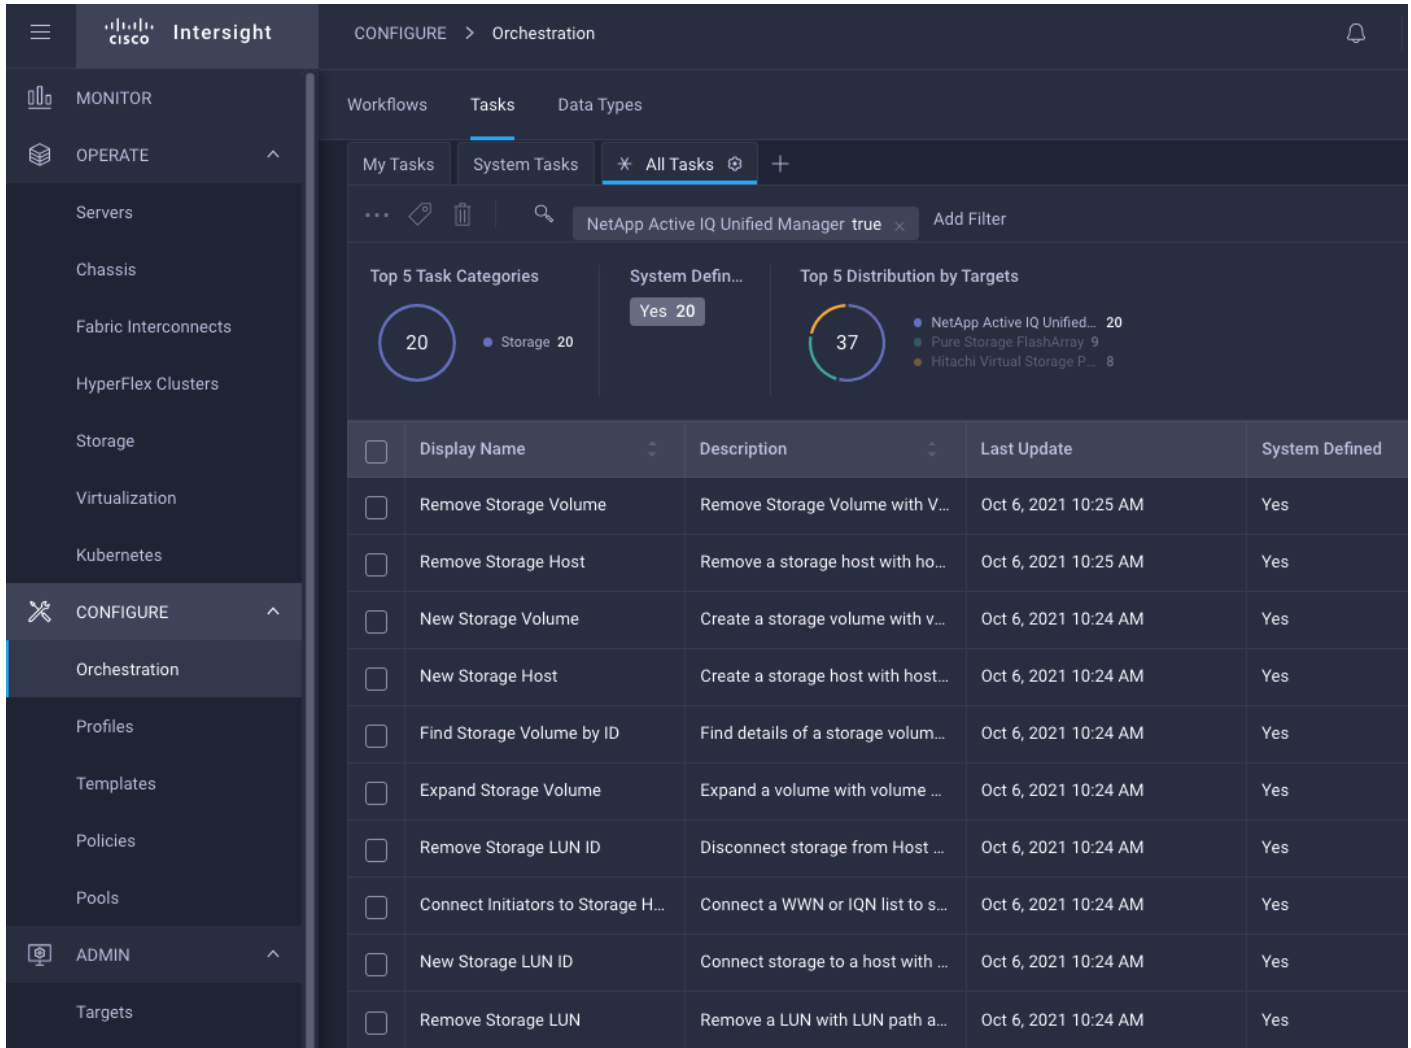 CISCO Intersight
CONFIGURE > Orchestration
MONITOR
OPERATE
Servers
Chassis
Fabric Interconnects
HyperFlex Clusters
Storage
Virtualization
Kubernetes
CONFIGURE
Orchestration
Profiles
Templates
Policies
Pools
ADMIN
Targets
Workflows Tasks Data Types
My Tasks System Tasks All Tasks
NetApp Active IQ Unified Manager true × Add Filter
Top 5 Task Categories
20
Storage 20
System Defin...
Yes 20
Top 5 Distribution by Targets
37
NetApp Active IQ Unified... 20
Pure Storage FlashArray 9
Hitachi Virtual Storage P... 8
Display Name Description Last Update System Defined
Remove Storage Volume Remove Storage Volume with V... Oct 6, 2021 10:25 AM Yes
Remove Storage Host Remove a storage host with ho... Oct 6, 2021 10:25 AM Yes
New Storage Volume Create a storage volume with v... Oct 6, 2021 10:24 AM Yes
New Storage Host Create a storage host with host... Oct 6, 2021 10:24 AM Yes
Find Storage Volume by ID Find details of a storage volum... Oct 6, 2021 10:24 AM Yes
Expand Storage Volume Expand a volume with volume ... Oct 6, 2021 10:24 AM Yes
Remove Storage LUN ID Disconnect storage from Host ... Oct 6, 2021 10:24 AM Yes
Connect Initiators to Storage H... Connect a WWN or IQN list to s... Oct 6, 2021 10:24 AM Yes
New Storage LUN ID Connect storage to a host with ... Oct 6, 2021 10:24 AM Yes
Remove Storage LUN Remove a LUN with LUN path a... Oct 6, 2021 10:24 AM Yes